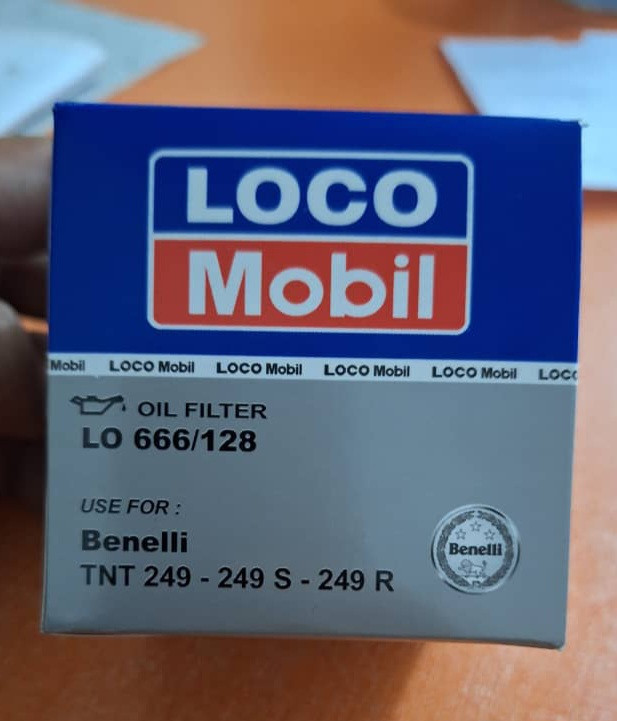 LOCO
Mobil
Mobil LOCO Mobil LOCO Mobil LOCO Mobil LOCO Mobil LOCO
OIL FILTER
LO 666/128
USE FOR :
Benelli
Benelli
TNT 249 - 249 S - 249 R